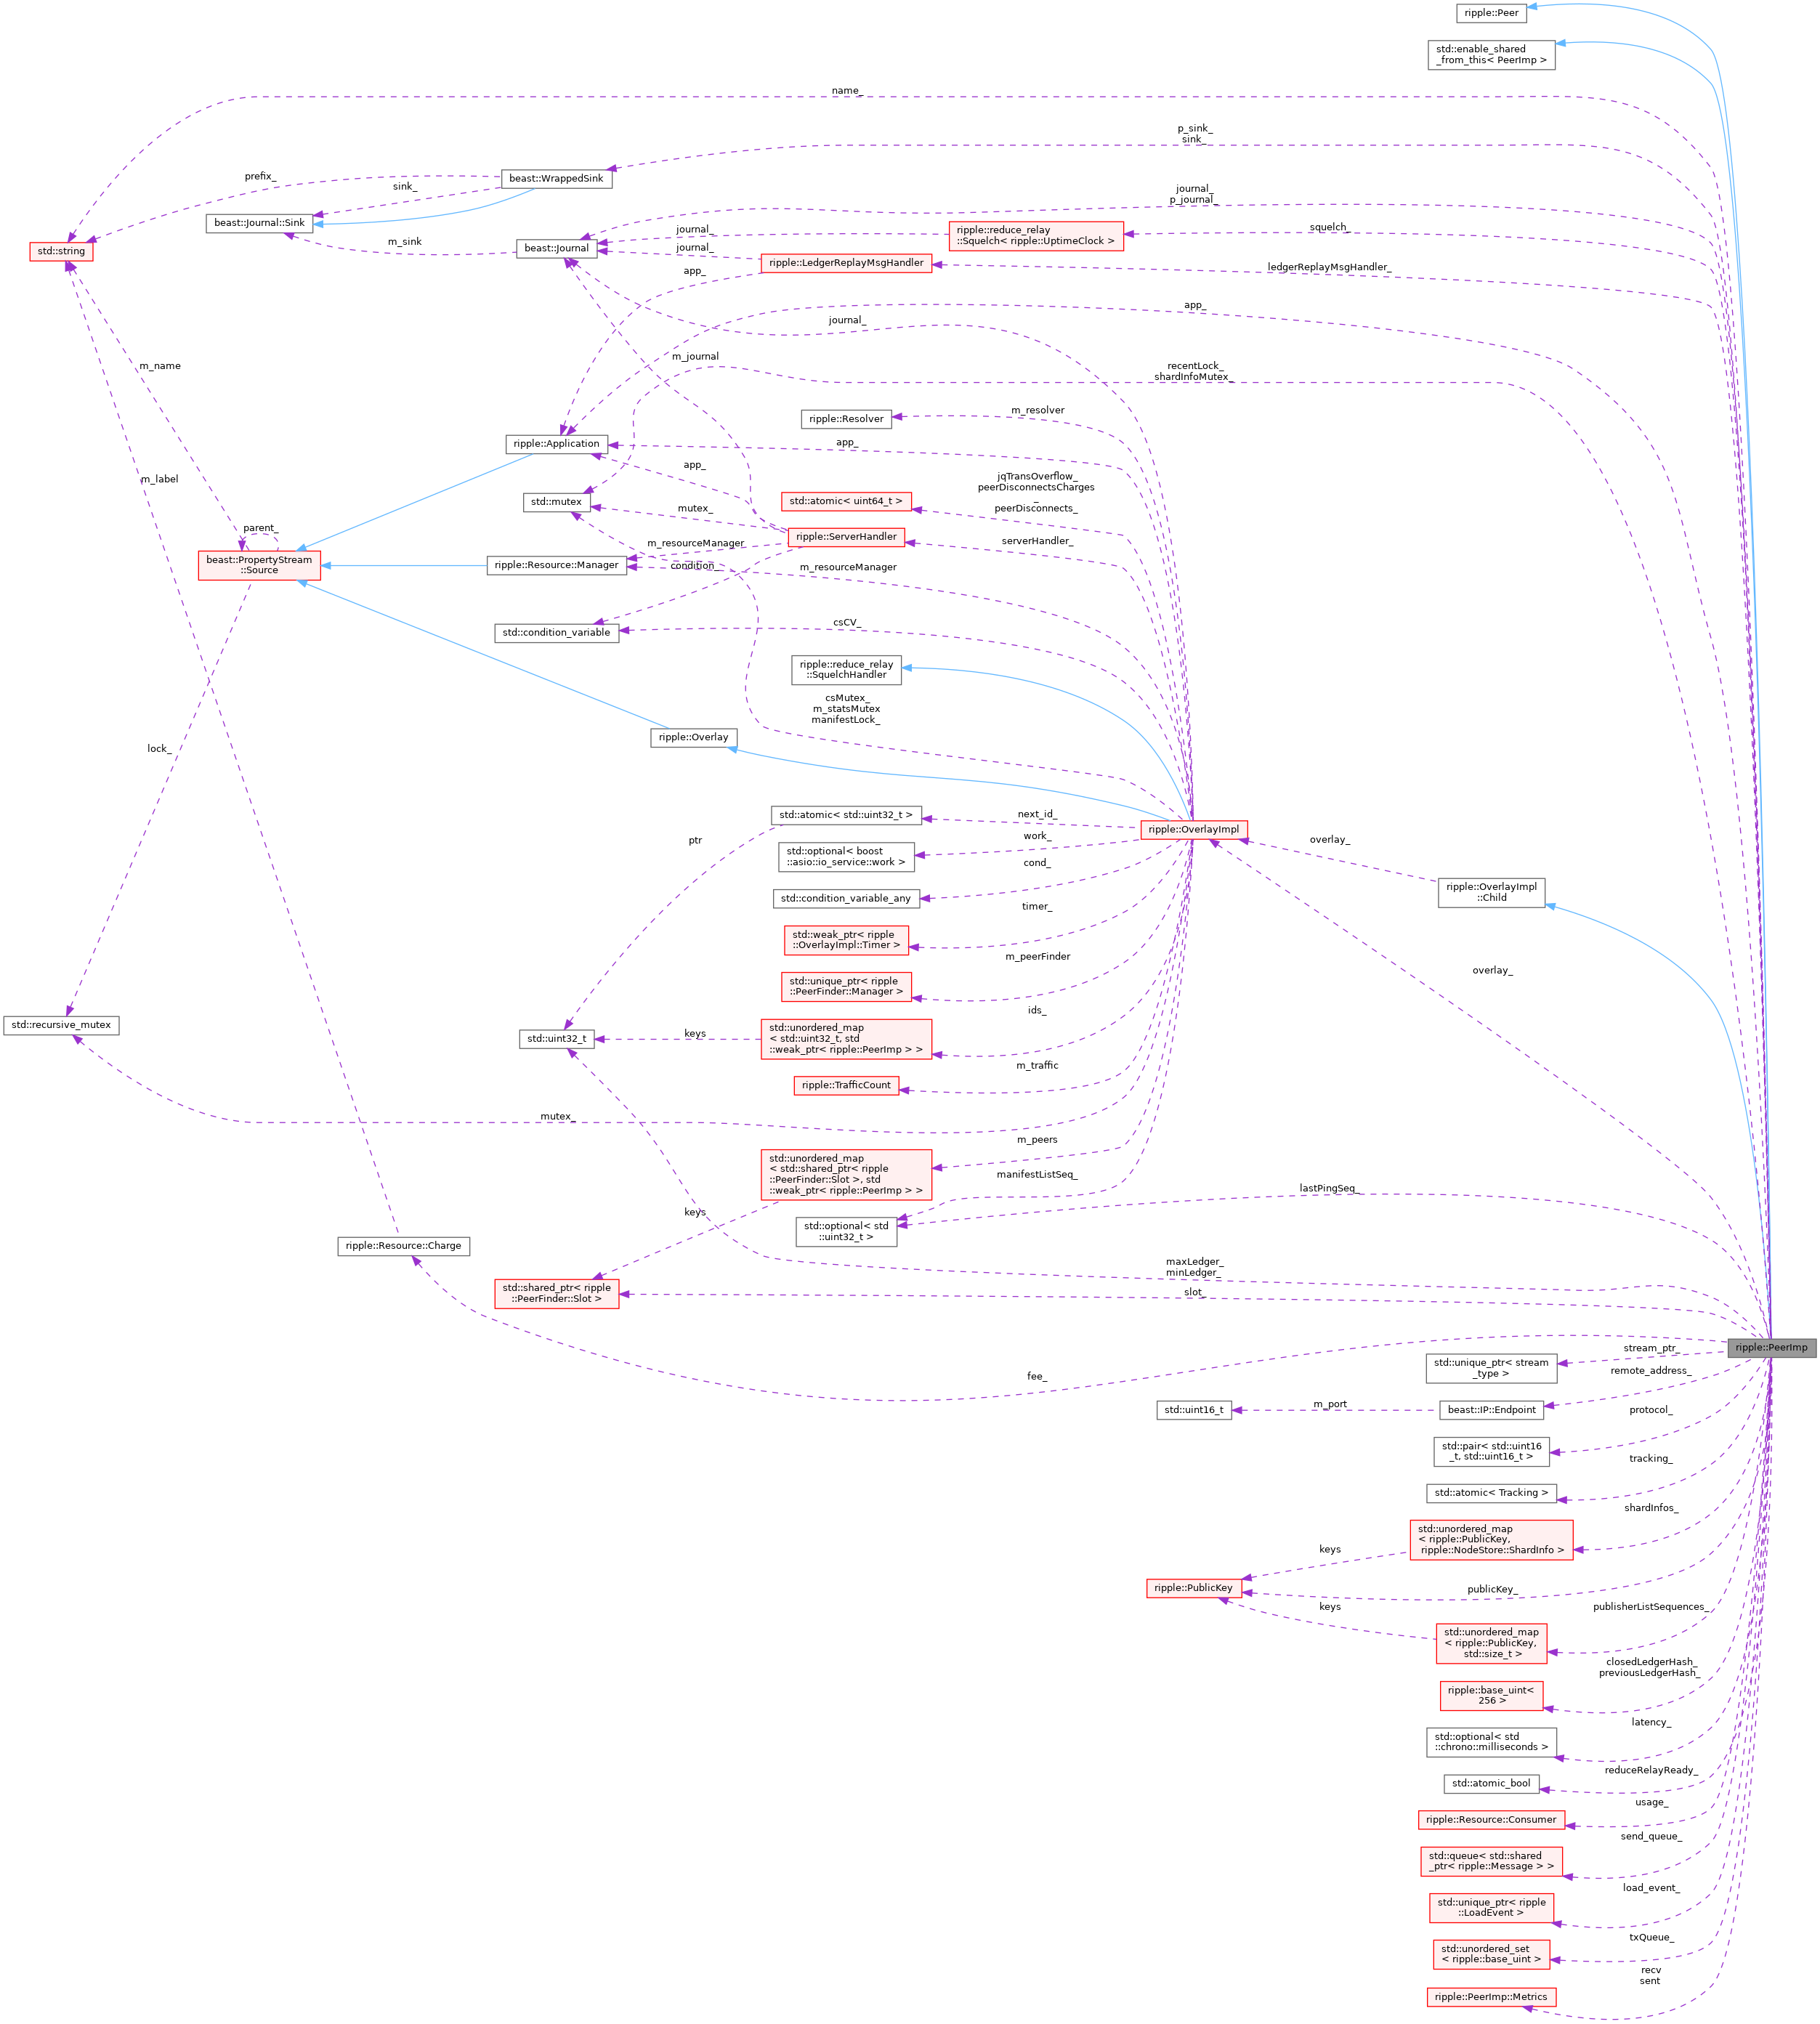 ripple::Peer
std::enable_shared
_from_this< PeerImp >
name_
p_sink_
sink_
prefix_
beast::WrappedSink
sink_
journal_
p_journal_
beast::Journal::Sink
journal_
ripple::reduce_relay
::Squelch< ripple::UptimeClock >
squelch_
std::string
m_sink
beast::Journal
journal_
ripple::LedgerReplayMsgHandler
ledgerReplayMsgHandler_
app_
app_
journal_
m_name
m_journal
recentLock_
shardInfoMutex_
ripple::Resolver
m_resolver
ripple::Application
app_
app_
m_label
jqTransOverflow_
peerDisconnectsCharges
_
peerDisconnects_
std::mutex
std::atomic< uint64_t >
mutex_
parent_
ripple::ServerHandler
serverHandler_
m_resourceManager
beast::PropertyStream
::Source
ripple::Resource::Manager
condition_
m_resourceManager
std::condition_variable
csCV_
ripple::reduce_relay
::SquelchHandler
csMutex_
m_statsMutex
manifestLock_
lock_
ripple::Overlay
std::atomic< std::uint32_t >
next_id_
ripple::OverlayImpl
ptr
work_
overlay_
std::optional< boost
::asio::io_service::work >
cond_
std::condition_variable_any
ripple::OverlayImpl
::Child
timer_
std::weak_ptr< ripple
::OverlayImpl::Timer >
m_peerFinder
overlay_
std::unique_ptr< ripple
::PeerFinder::Manager >
ids_
std::recursive_mutex
std::uint32_t
keys
std::unordered_map
< std::uint32_t, std
::weak_ptr< ripple::PeerImp > >
m_traffic
ripple::TrafficCount
mutex_
m_peers
std::unordered_map
< std::shared_ptr< ripple
::PeerFinder::Slot >, std
::weak_ptr< ripple::PeerImp > >
manifestListSeq_
lastPingSeq_
keys
std::optional< std
::uint32_t >
ripple::Resource::Charge
maxLedger_
minLedger_
std::shared_ptr< ripple
::PeerFinder::Slot >
slot_
ripple::PeerImp
stream_ptr_
std::unique_ptr< stream
_type >
fee_
remote_address_
std::uint16_t
m_port
beast::IP::Endpoint
protocol_
std::pair< std::uint16
_t, std::uint16_t >
tracking_
std::atomic< Tracking >
shardInfos_
std::unordered_map
< ripple::PublicKey,
ripple::NodeStore::ShardInfo >
keys
ripple::PublicKey
publicKey_
keys
publisherListSequences_
std::unordered_map
< ripple::PublicKey,
std::size_t >
closedLedgerHash_
previousLedgerHash_
ripple::base_uint<
256 >
latency_
std::optional< std
::chrono::milliseconds >
reduceRelayReady_
std::atomic_bool
usage_
ripple::Resource::Consumer
send_queue_
std::queue< std::shared
_ptr< ripple::Message > >
load_event_
std::unique_ptr< ripple
::LoadEvent >
txQueue_
std::unordered_set
< ripple::base_uint >
recv
sent
ripple::PeerImp::Metrics